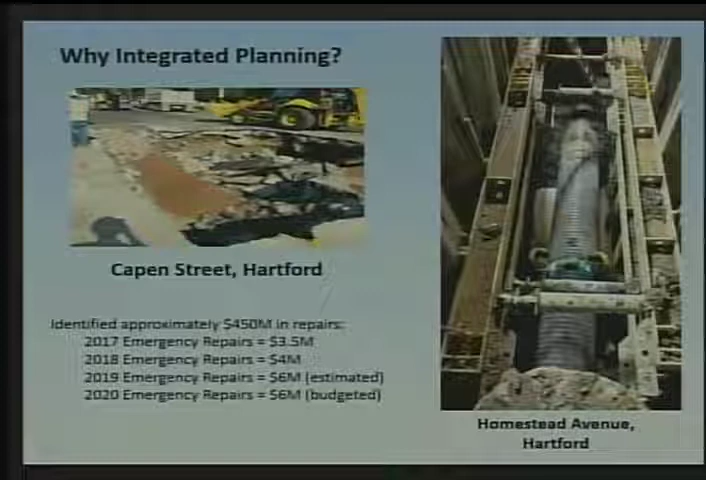 Why Integrated Planning?
Capen Street, Hartford
Identified approximately $450M in repairs:
2017 Emergency Repairs = $3.5M
2018 Emergency Repairs = $4M
2019 Emergency Repairs = $6M (estimated)
2020 Emergency Repairs = $6M (budgeted)
Homestead Avenue,
Hartford